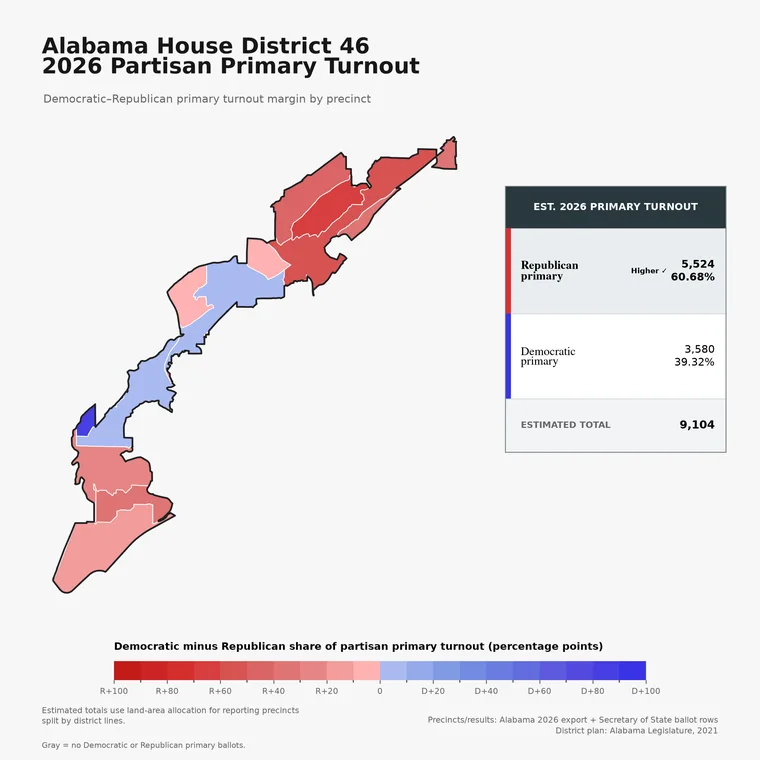 Alabama House District 46
2026 Partisan Primary Turnout
Democratic–Republican primary turnout margin by precinct
EST. 2026 PRIMARY TURNOUT
Republican
primary
Higher ✓
5,524
60.68%
Democratic
primary
3,580
39.32%
ESTIMATED TOTAL
9,104
Democratic minus Republican share of partisan primary turnout (percentage points)
R+100 R+80 R+60 R+40 R+20 0 D+20 D+40 D+60 D+80 D+100
Estimated totals use land-area allocation for reporting precincts
split by district lines.
Gray = no Democratic or Republican primary ballots.
Precincts/results: Alabama 2026 export + Secretary of State ballot rows
District plan: Alabama Legislature, 2021